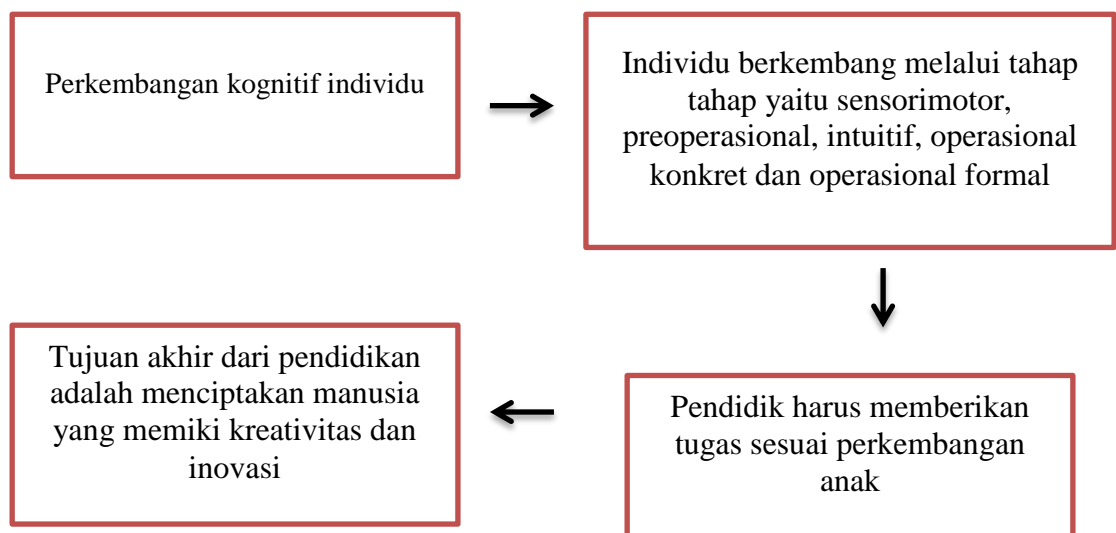 Perkembangan kognitif individu
Individu berkembang melalui tahap
tahap yaitu sensorimotor,
preoperasional, intuitif, operasional
konkret dan operasional formal
Pendidik harus memberikan
tugas sesuai perkembangan
anak
Tujuan akhir dari pendidikan
adalah menciptakan manusia
yang memiki kreativitas dan
inovasi